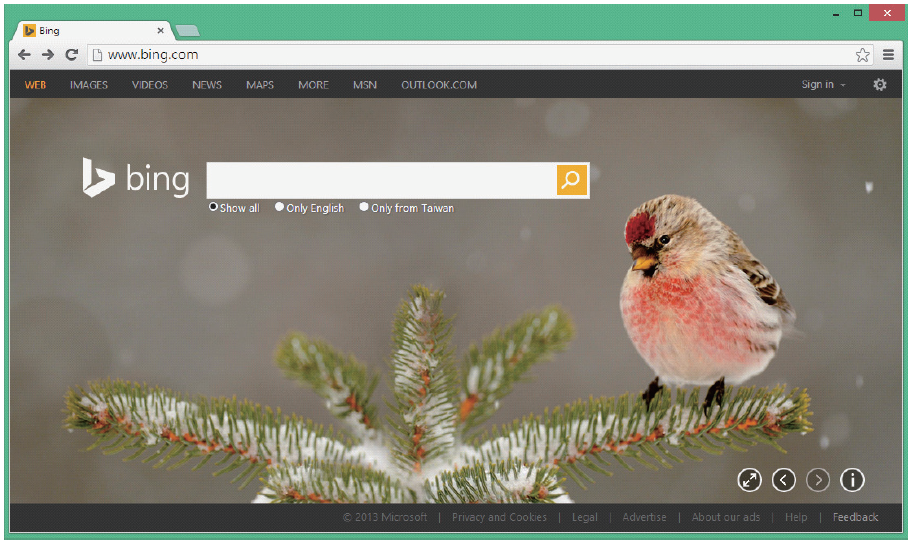 Bing
www.bing.com
WEB IMAGES VIDEOS NEWS MAPS MORE MSN OUTLOOK.COM Sign in
bing
Show all Only English Only from Taiwan
© 2013 Microsoft | Privacy and Cookies | Legal | Advertise | About our ads | Help | Feedback